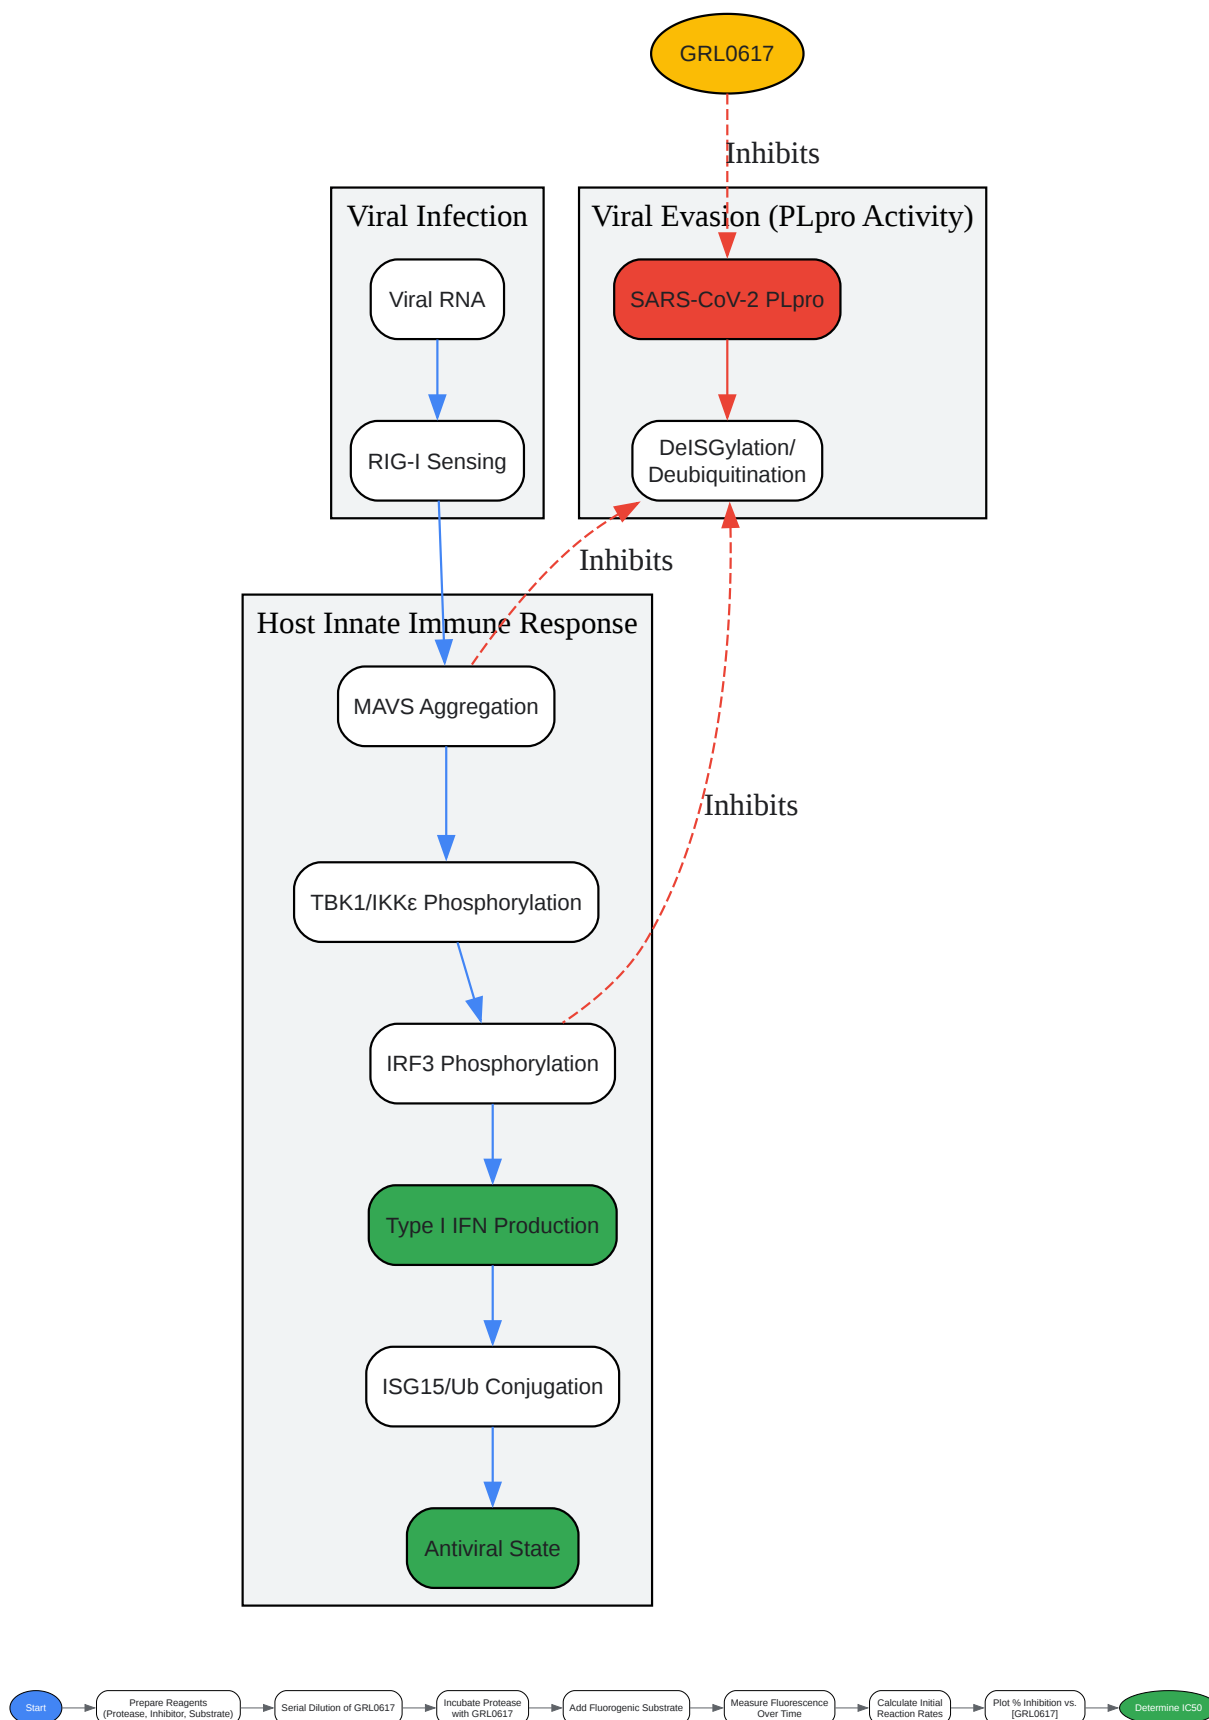 GRL0617
Inhibits
Viral Infection
Viral Evasion (PLpro Activity)
Viral RNA
SARS-CoV-2 PLpro
RIG-I Sensing
DeISGylation/
Deubiquitination
Inhibits
Host Innate Immune Response
MAVS Aggregation
Inhibits
TBK1/IKKε Phosphorylation
IRF3 Phosphorylation
Type I IFN Production
ISG15/Ub Conjugation
Antiviral State
Start
Prepare Reagents
(Protease, Inhibitor, Substrate)
Serial Dilution of GRL0617
Incubate Protease
with GRL0617
Add Fluorogenic Substrate
Measure Fluorescence
Over Time
Calculate Initial
Reaction Rates
Plot % Inhibition vs.
[GRL0617]
Determine IC50